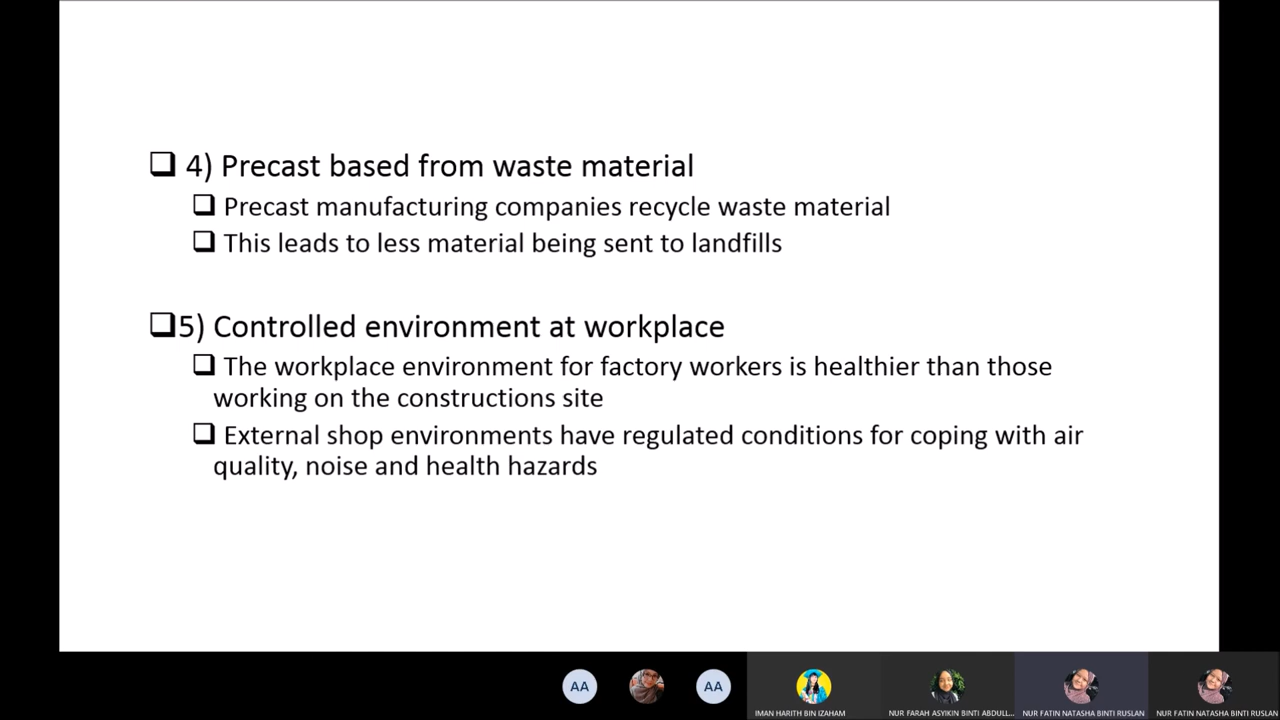 4) Precast based from waste material
Precast manufacturing companies recycle waste material
This leads to less material being sent to landfills
5) Controlled environment at workplace
The workplace environment for factory workers is healthier than those
working on the constructions site
External shop environments have regulated conditions for coping with air
quality, noise and health hazards
AA
AA
IMAN HARITH BIN IZAHAM
NUR FARAH ASYIKIN BINTI ABDULL...
NUR FATIN NATASHA BINTI RUSLAN
NUR FATIN NATASHA BINTI RUSLAN